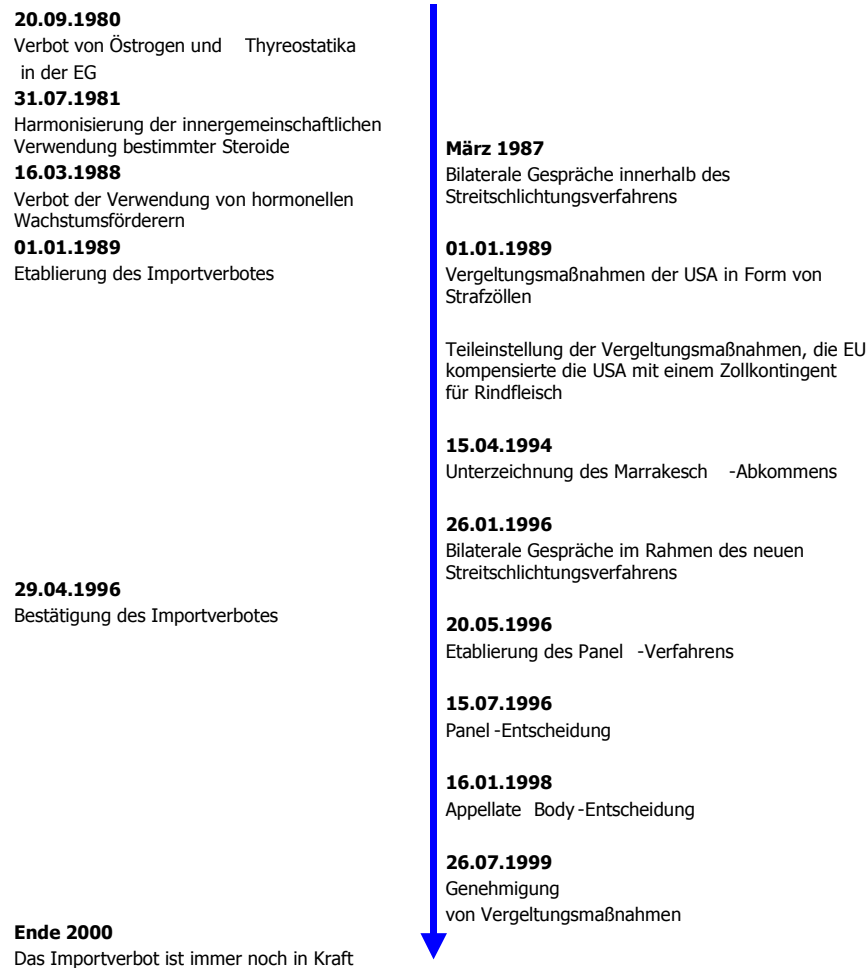 20.09.1980
Verbot von Östrogen und Thyreostatika
in der EG
31.07.1981
Harmonisierung der innergemeinschaftlichen
Verwendung bestimmter Steroide
16.03.1988
Verbot der Verwendung von hormonellen
Wachstumsförderern
01.01.1989
Etablierung des Importverbotes
29.04.1996
Bestätigung des Importverbotes
Ende 2000
Das Importverbot ist immer noch in Kraft
März 1987
Bilaterale Gespräche innerhalb des
Streitschlichtungsverfahrens
01.01.1989
Vergeltungsmaßnahmen der USA in Form von
Strafzöllen
Teileinstellung der Vergeltungsmaßnahmen, die EU
kompensierte die USA mit einem Zollkontingent
für Rindfleisch
15.04.1994
Unterzeichnung des Marrakesch -Abkommens
26.01.1996
Bilaterale Gespräche im Rahmen des neuen
Streitschlichtungsverfahrens
20.05.1996
Etablierung des Panel -Verfahrens
15.07.1996
Panel -Entscheidung
16.01.1998
Appellate Body -Entscheidung
26.07.1999
Genehmigung
von Vergeltungsmaßnahmen